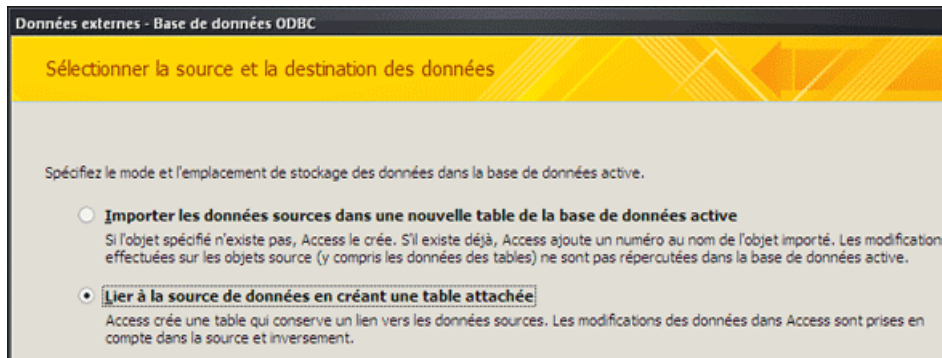 Données externes - Base de données ODBC
Sélectionner la source et la destination des données
Spécifiez le mode et l'emplacement de stockage des données dans la base de données active.
Importer les données sources dans une nouvelle table de la base de données active
Si l'objet spécifié n'existe pas, Access le crée. S'il existe déjà, Access ajoute un numéro au nom de l'objet importé. Les modification
effectuées sur les objets source (y compris les données des tables) ne sont pas répercutées dans la base de données active.
Lier à la source de données en créant une table attachée
Access crée une table qui conserve un lien vers les données sources. Les modifications des données dans Access sont prises en
compte dans la source et inversement.